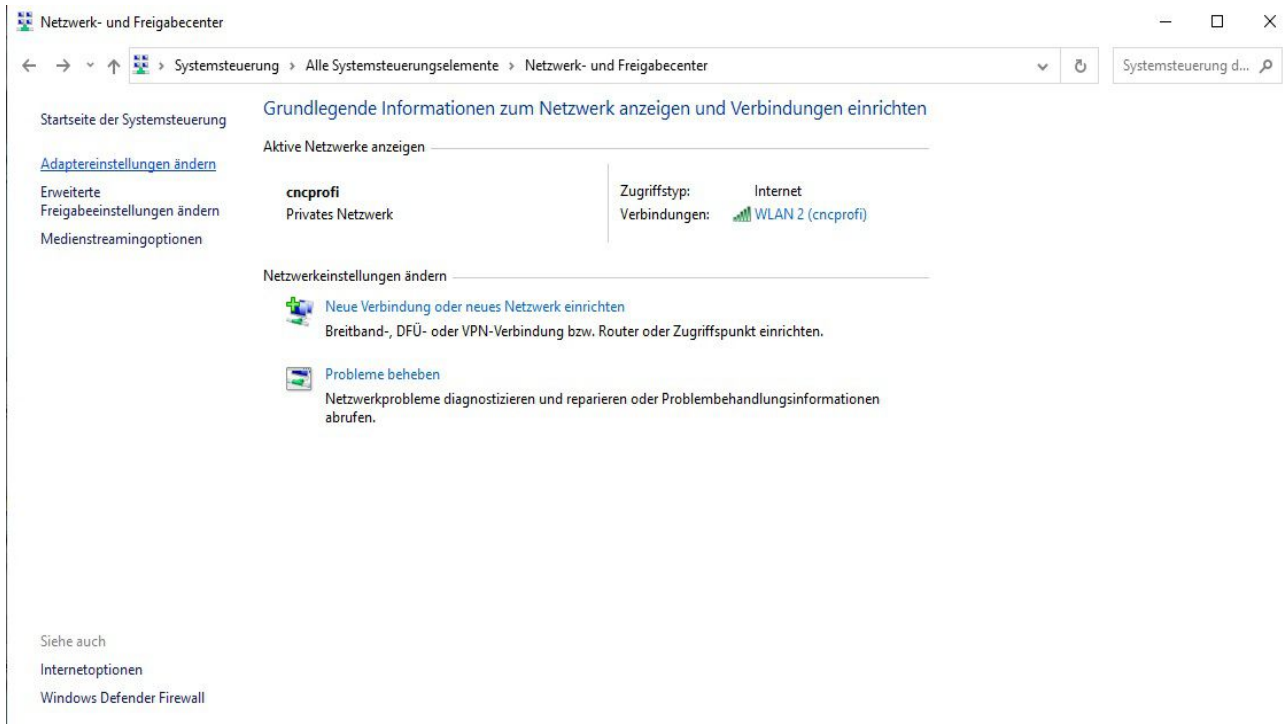 Netzwerk- und Freigabecenter
Systemsteuerung > Alle Systemsteuerungselemente > Netzwerk- und Freigabecenter
Systemsteuerung d...
Startseite der Systemsteuerung
Adaptereinstellungen ändern
Erweiterte
Freigabeeinstellungen ändern
Medienstreamingoptionen
Grundlegende Informationen zum Netzwerk anzeigen und Verbindungen einrichten
Aktive Netzwerke anzeigen
cncprofi
Privates Netzwerk
Zugriffstyp: Internet
Verbindungen: WLAN 2 (cncprofi)
Netzwerkeinstellungen ändern
Neue Verbindung oder neues Netzwerk einrichten
Breitband-, DFÜ- oder VPN-Verbindung bzw. Router oder Zugriffspunkt einrichten.
Probleme beheben
Netzwerkprobleme diagnostizieren und reparieren oder Problembehandlungsinformationen
abrufen.
Siehe auch
Internetoptionen
Windows Defender Firewall